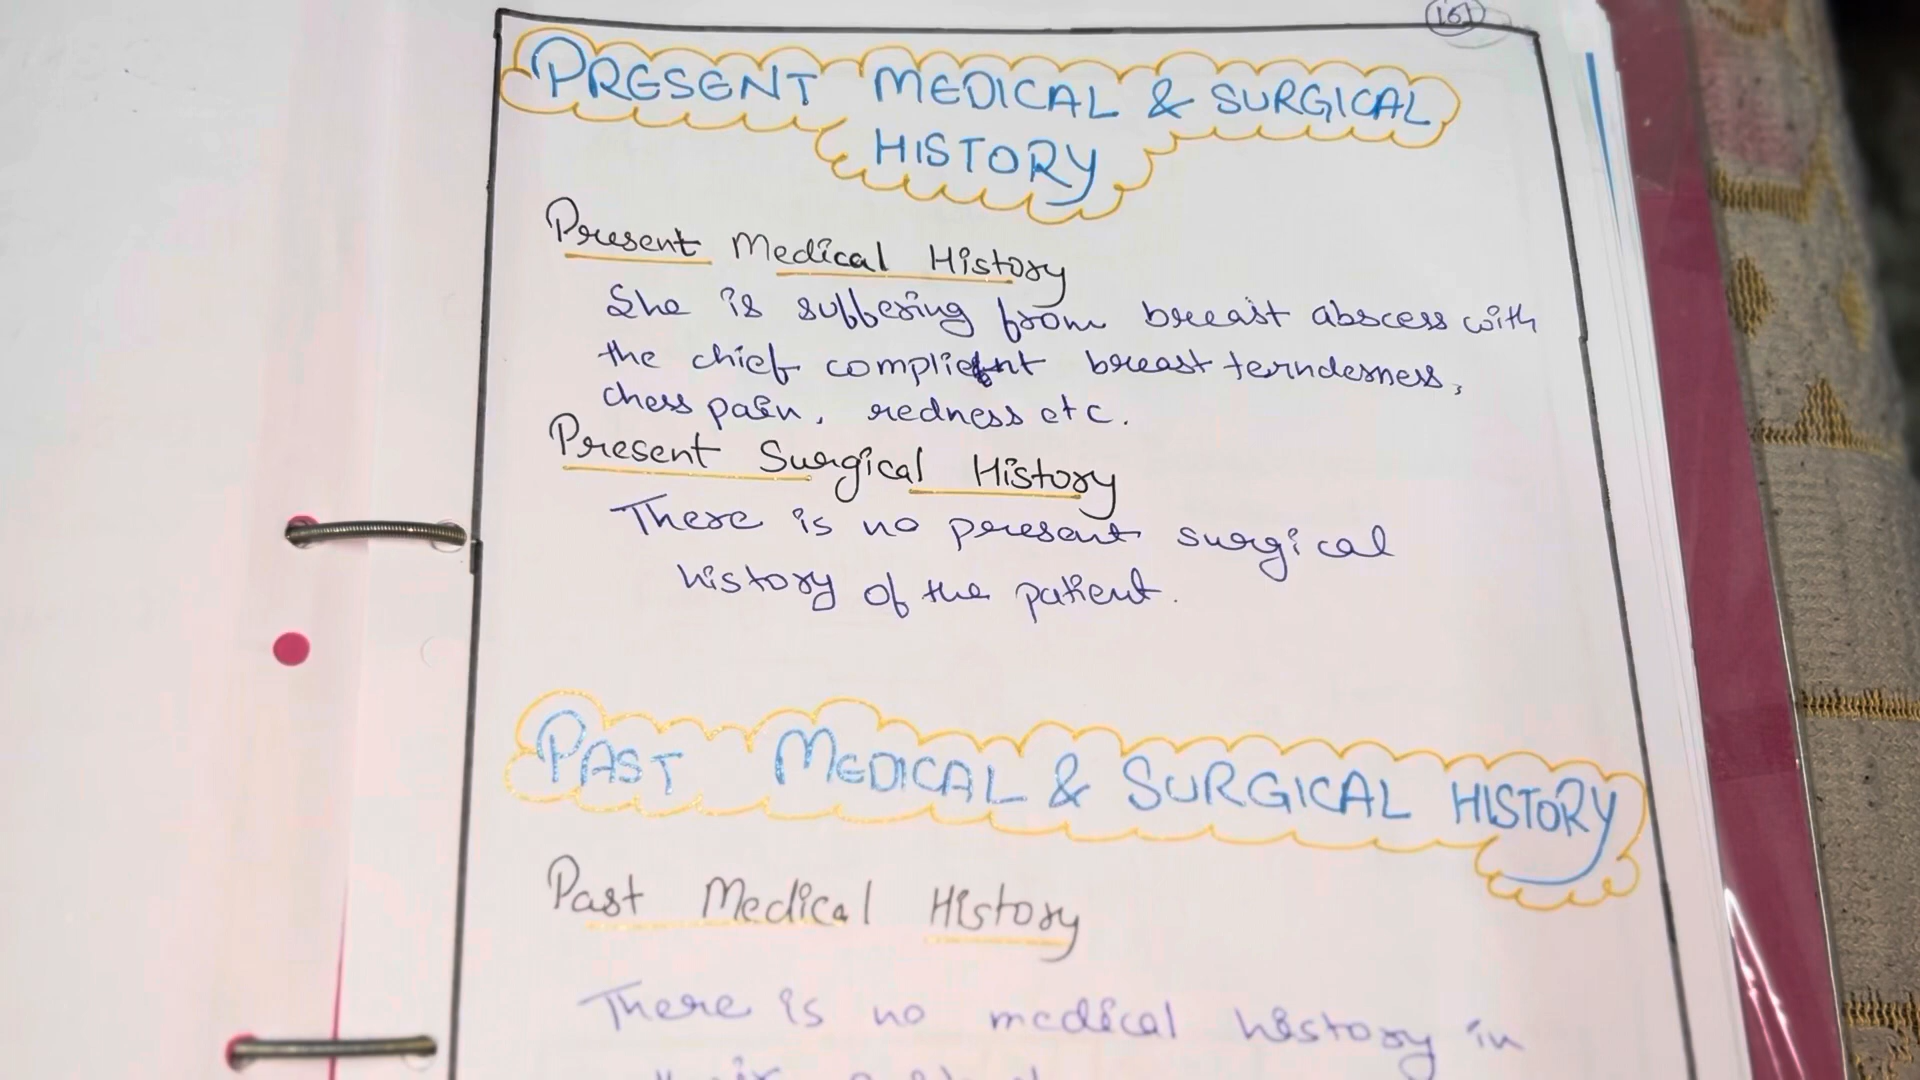 161
PRESENT MEDICAL & SURGICAL
HISTORY
Present Medical History
She is suffering from breast abscess with
the chief complient breast ternderness,
chess pain, redness etc.
Present Surgical History
There is no present surgical
history of the patient.
PAST MEDICAL & SURGICAL HISTORY
Past Medical History
There is no medical history in